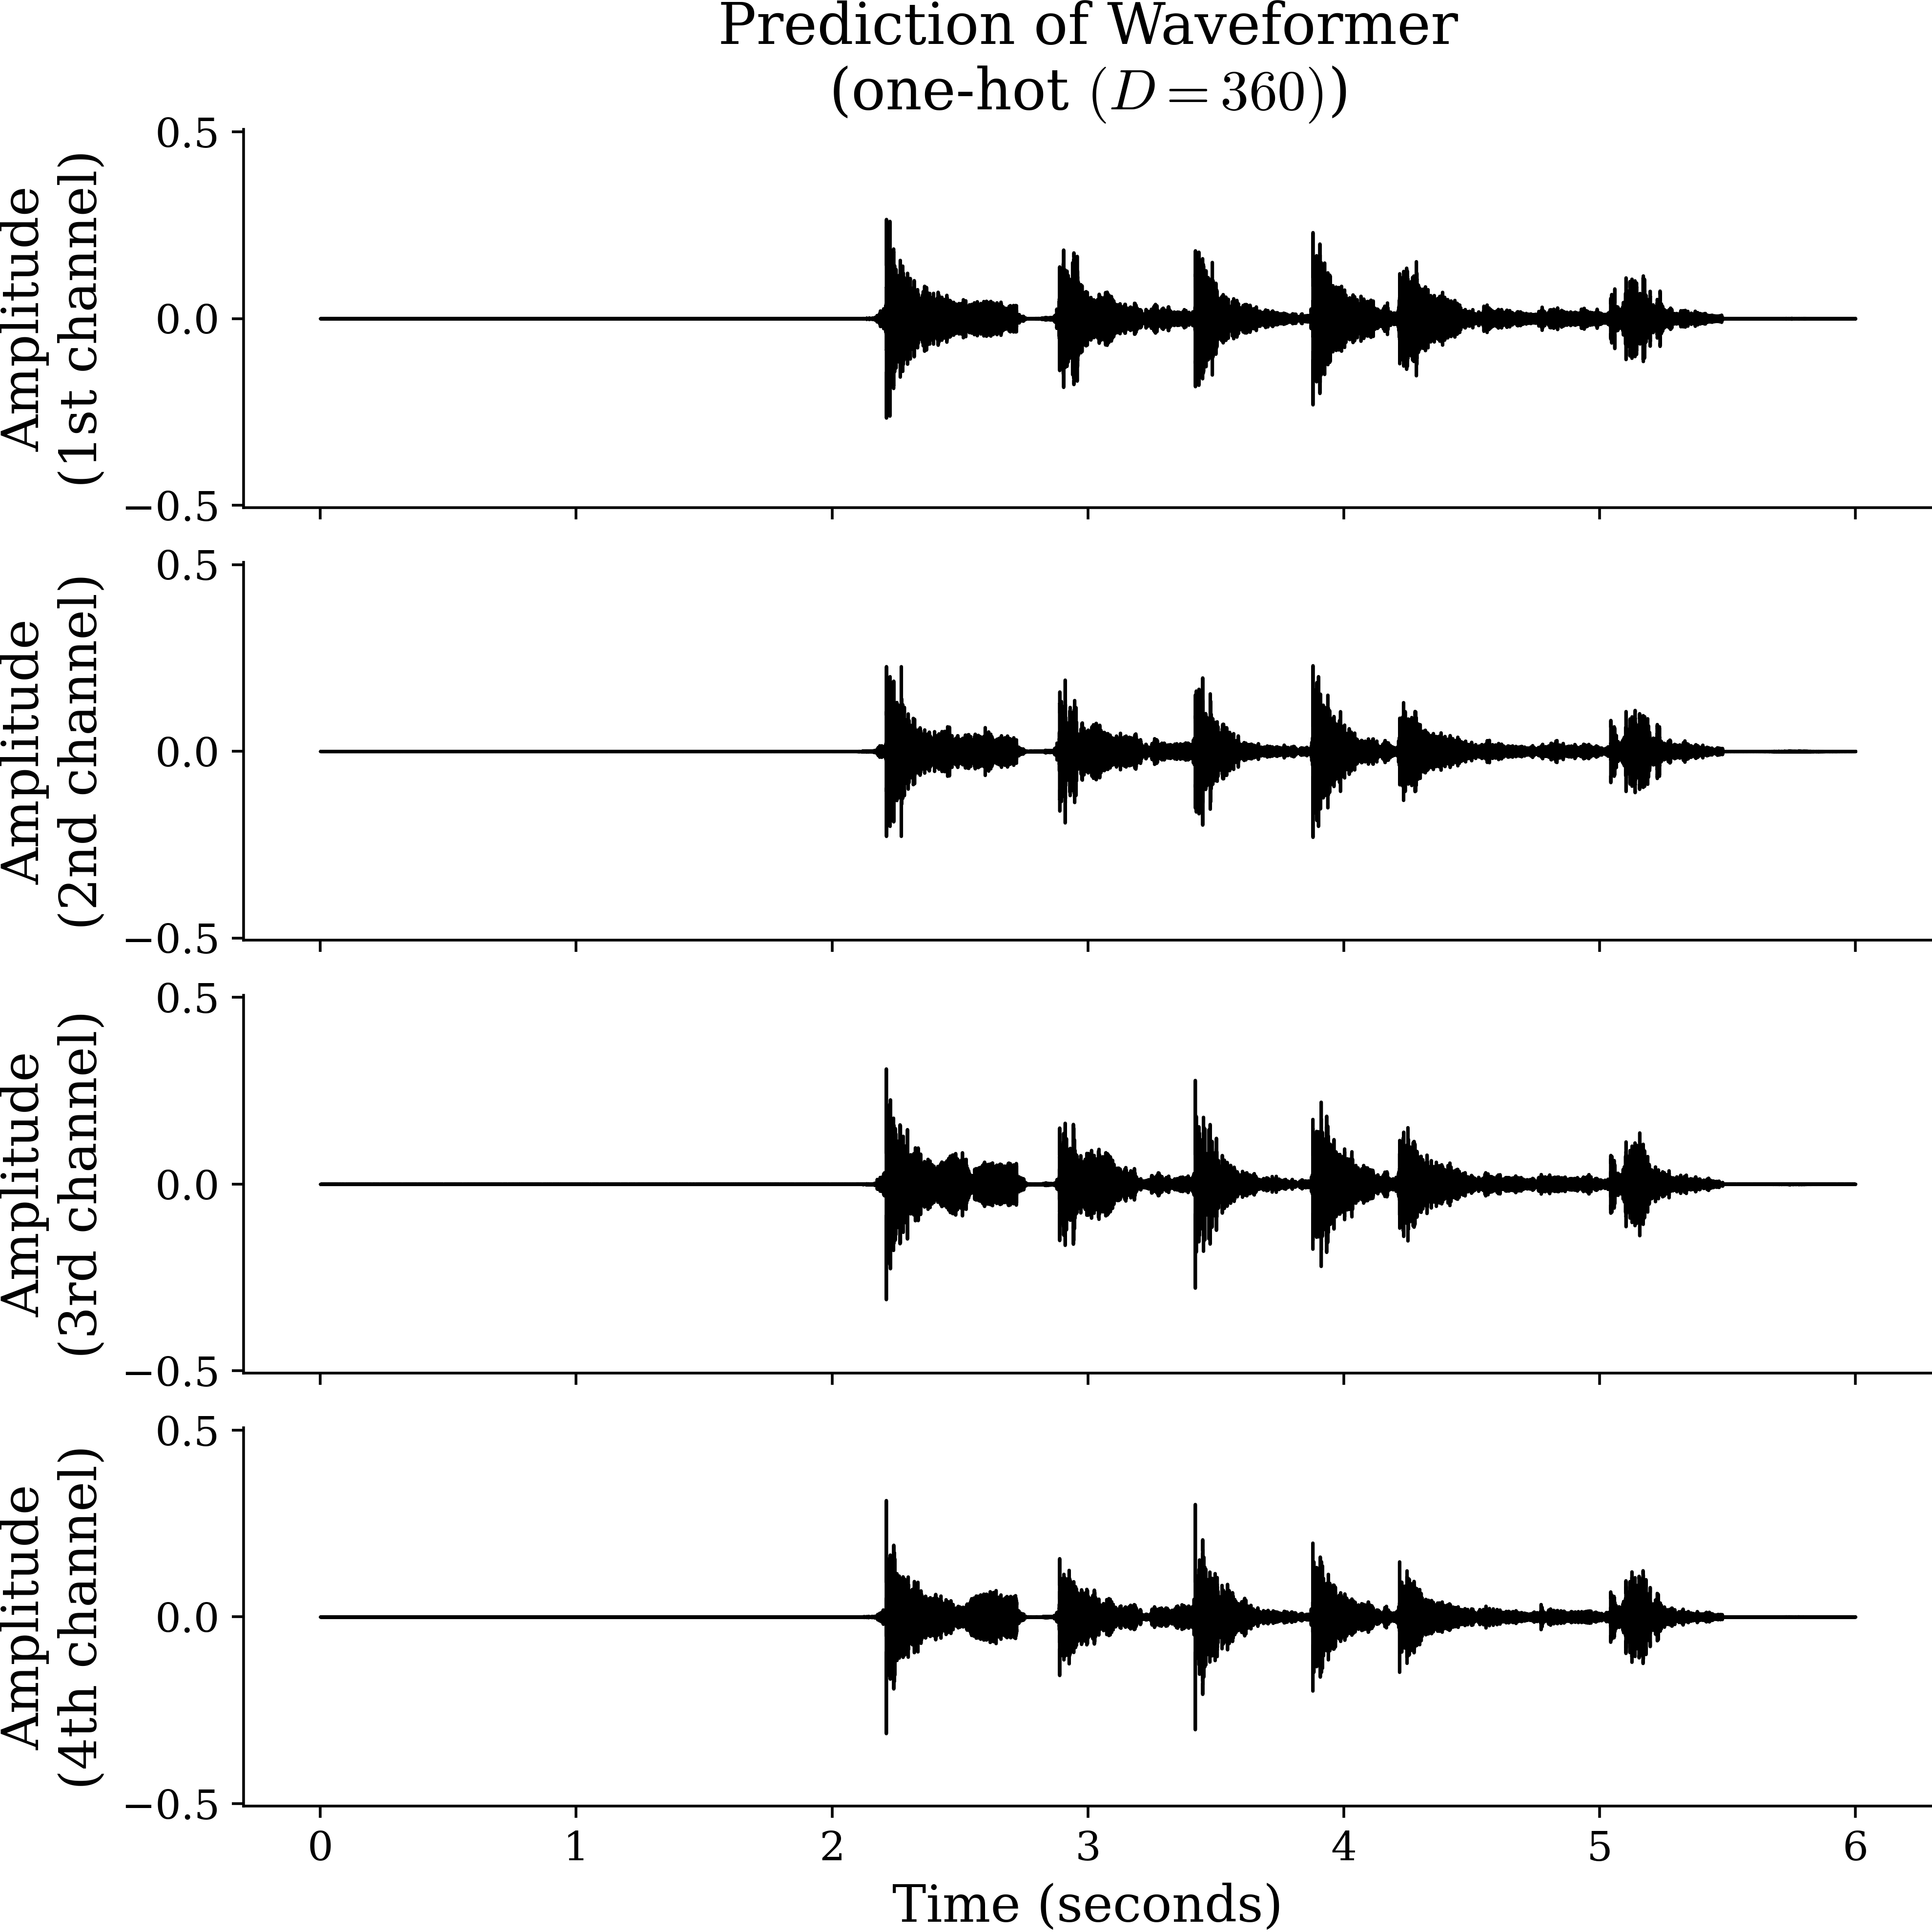 Prediction of Waveformer
(one-hot (D = 360))
Amplitude
(1st channel)
0.5
0.0
−0.5
Amplitude
(2nd channel)
0.5
0.0
−0.5
Amplitude
(3rd channel)
0.5
0.0
−0.5
Amplitude
(4th channel)
0.5
0.0
−0.5
0 1 2 3 4 5 6
Time (seconds)